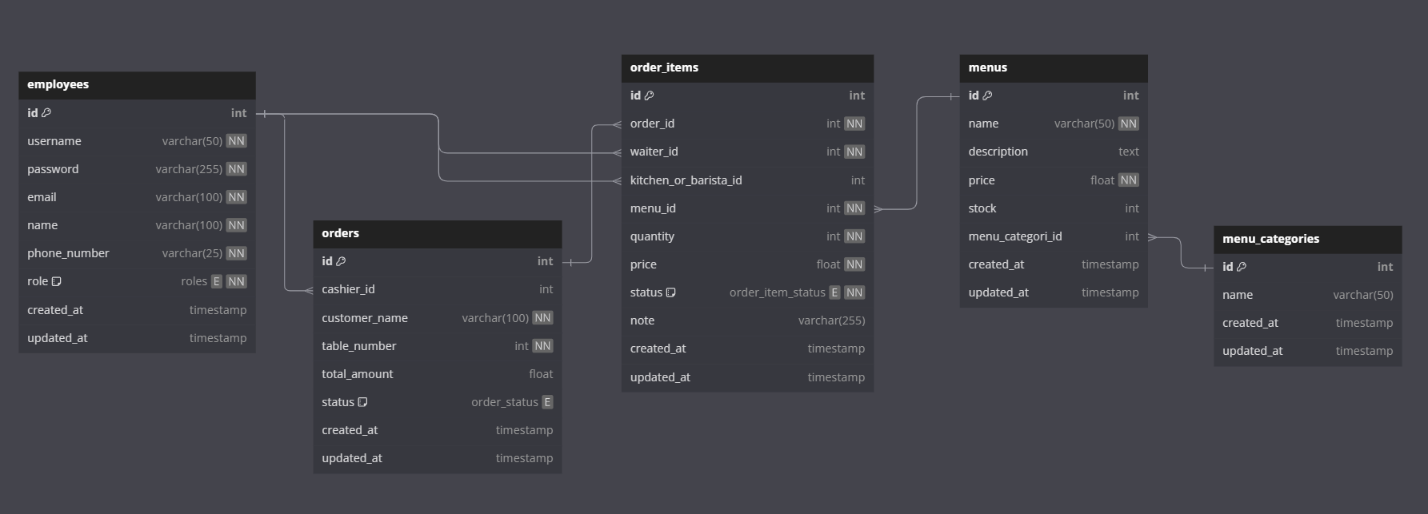 employees
id int
username varchar(50) NN
password varchar(255) NN
email varchar(100) NN
name varchar(100) NN
phone_number varchar(25) NN
role roles E NN
created_at timestamp
updated_at timestamp
orders
id int
cashier_id int
customer_name varchar(100) NN
table_number int NN
total_amount float
status order_status E
created_at timestamp
updated_at timestamp
order_items
id int
order_id int NN
waiter_id int NN
kitchen_or_barista_id int
menu_id int NN
quantity int NN
price float NN
status order_item_status E NN
note varchar(255)
created_at timestamp
updated_at timestamp
menus
id int
name varchar(50) NN
description text
price float NN
stock int
menu_categori_id int
created_at timestamp
updated_at timestamp
menu_categories
id int
name varchar(50)
created_at timestamp
updated_at timestamp